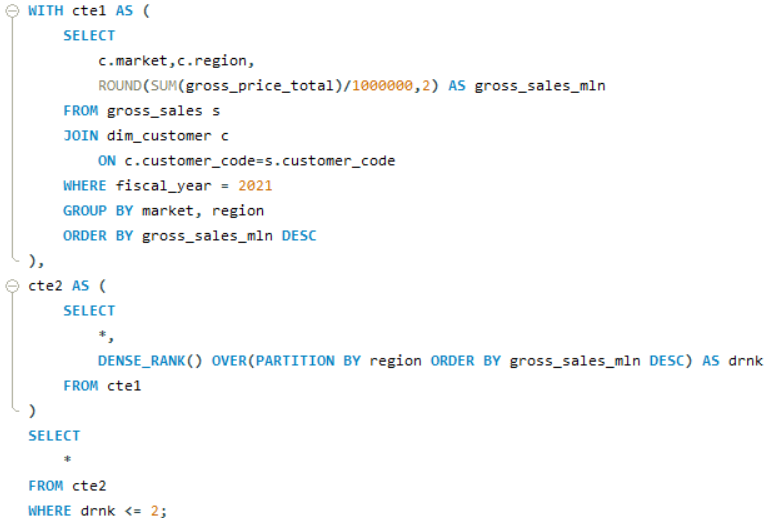 WITH cte1 AS (
SELECT
c.market,c.region,
ROUND(SUM(gross_price_total)/1000000,2) AS gross_sales_mln
FROM gross_sales s
JOIN dim_customer c
ON c.customer_code=s.customer_code
WHERE fiscal_year = 2021
GROUP BY market, region
ORDER BY gross_sales_mln DESC
),
cte2 AS (
SELECT
*,
DENSE_RANK() OVER(PARTITION BY region ORDER BY gross_sales_mln DESC) AS drnk
FROM cte1
)
SELECT
*
FROM cte2
WHERE drnk <= 2;